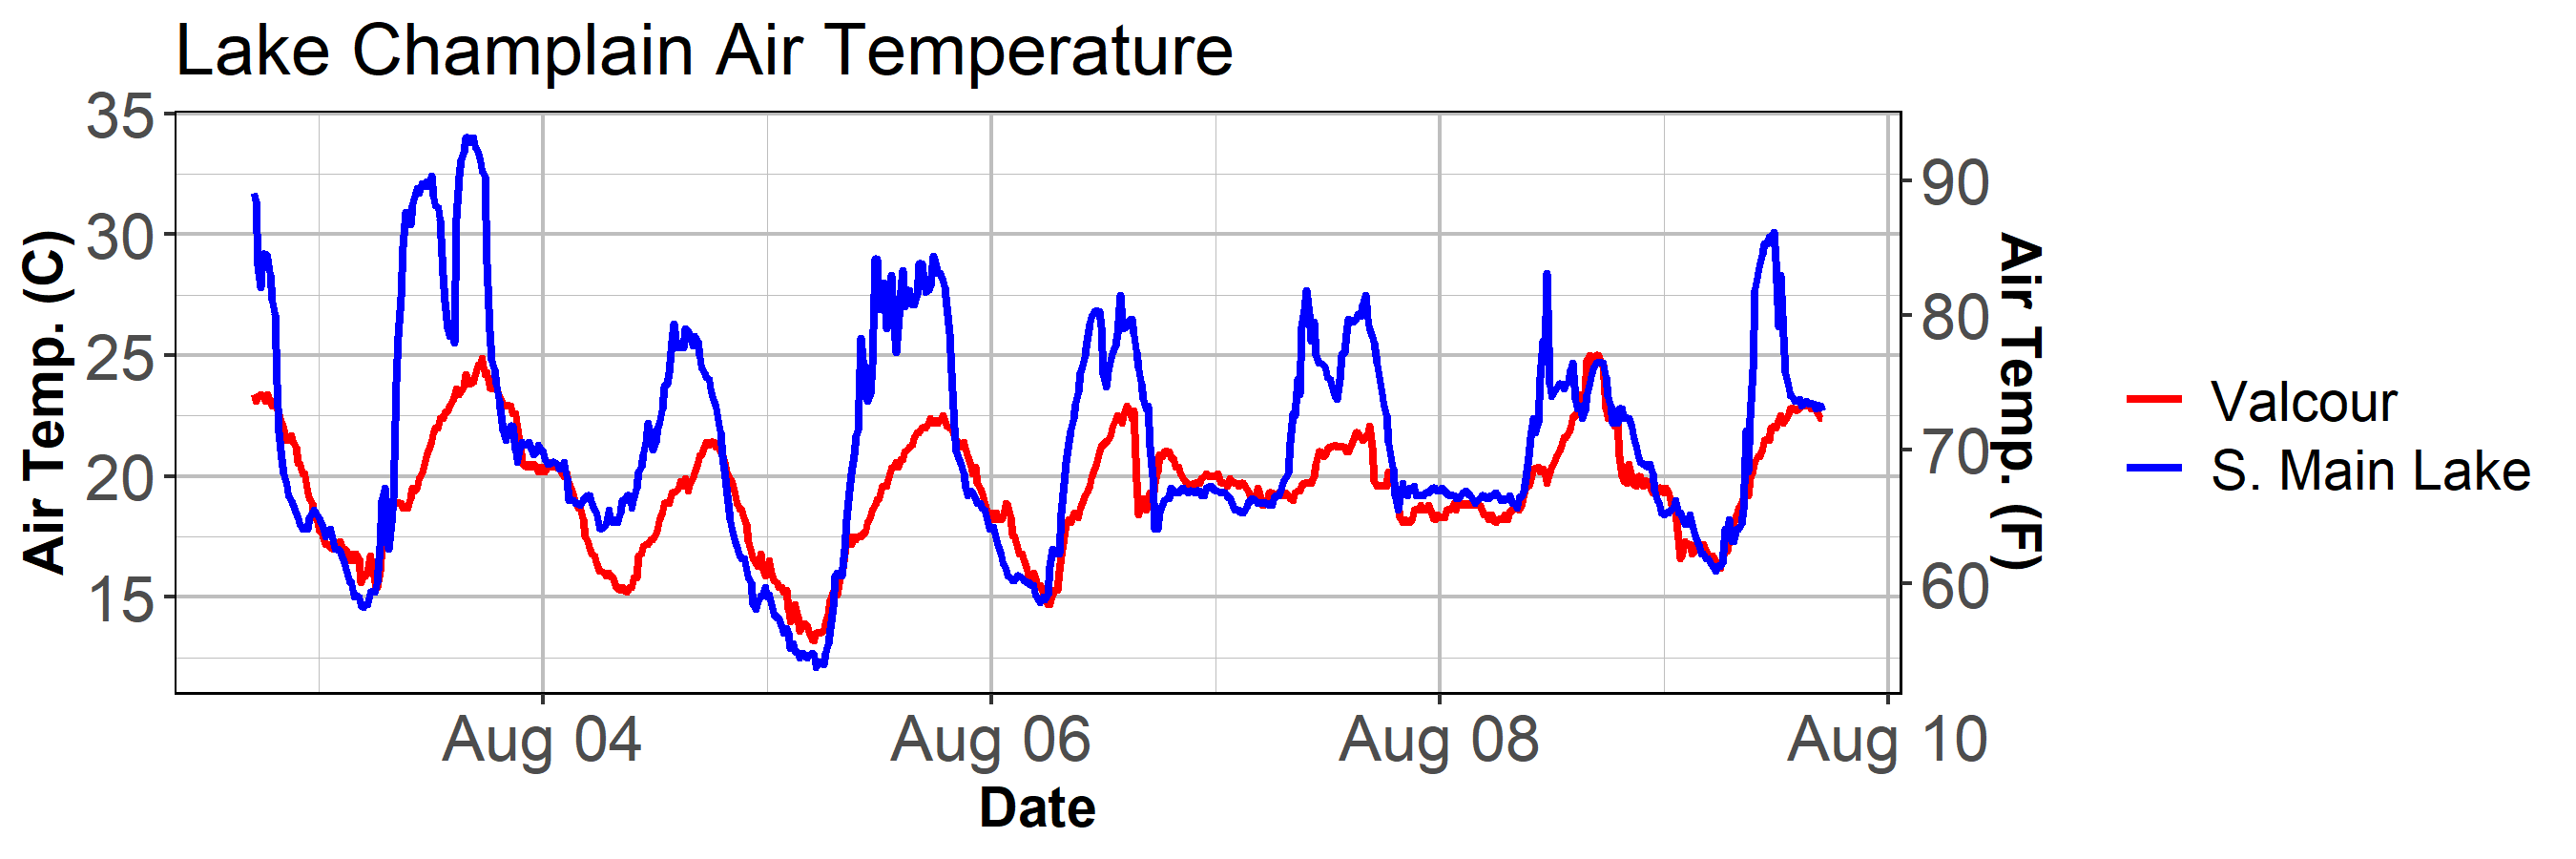 Lake Champlain Air Temperature
35
30
25
20
15
Air Temp. (C)
90
80
70
60
Air Temp. (F)
Aug 04
Aug 06
Aug 08
Aug 10
Date
Valcour
S. Main Lake